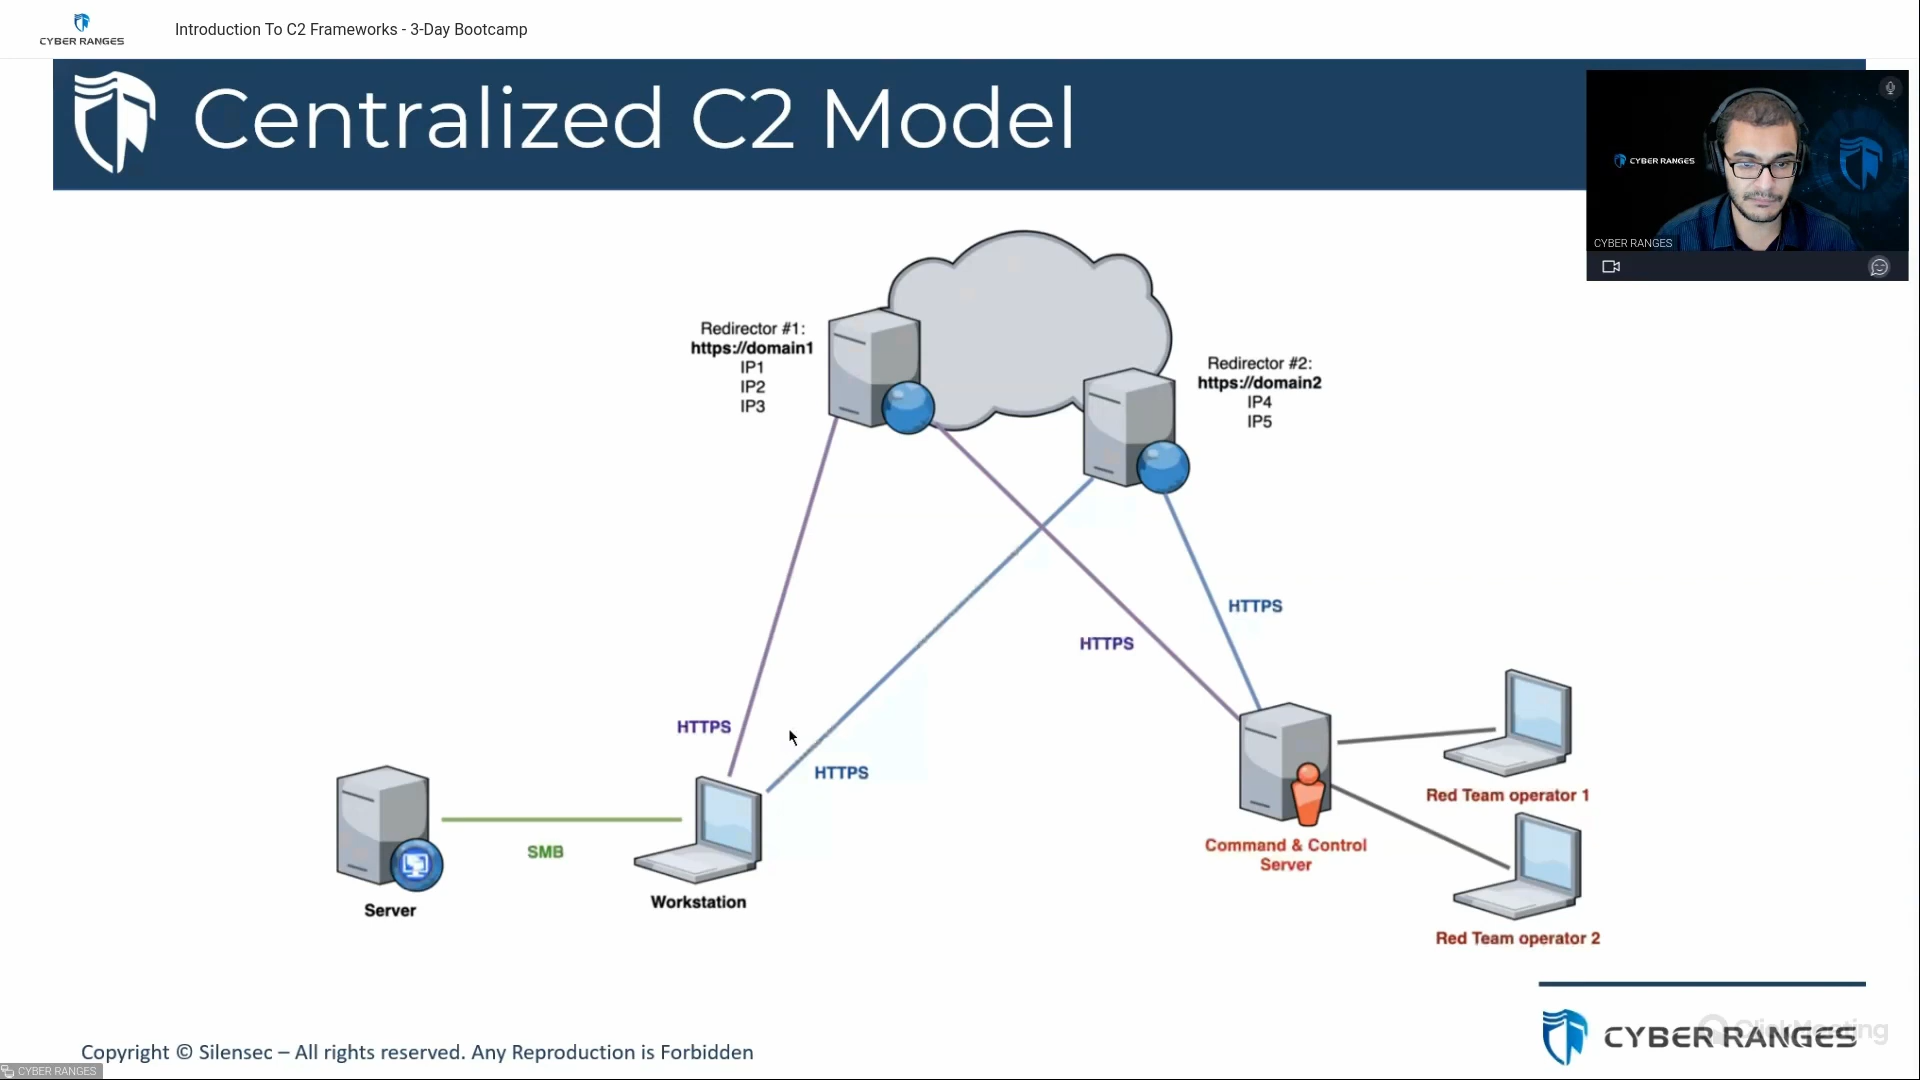 CYBER RANGES
Introduction To C2 Frameworks - 3-Day Bootcamp
Centralized C2 Model
CYBER RANGES
CYBER RANGES
Redirector #1:
https://domain1
IP1
IP2
IP3
Redirector #2:
https://domain2
IP4
IP5
HTTPS
HTTPS
HTTPS
HTTPS
SMB
Server
Workstation
Command & Control
Server
Red Team operator 1
Red Team operator 2
Copyright © Silensec – All rights reserved. Any Reproduction is Forbidden
CYBER RANGES
ClickMeeting
CYBER RANGES